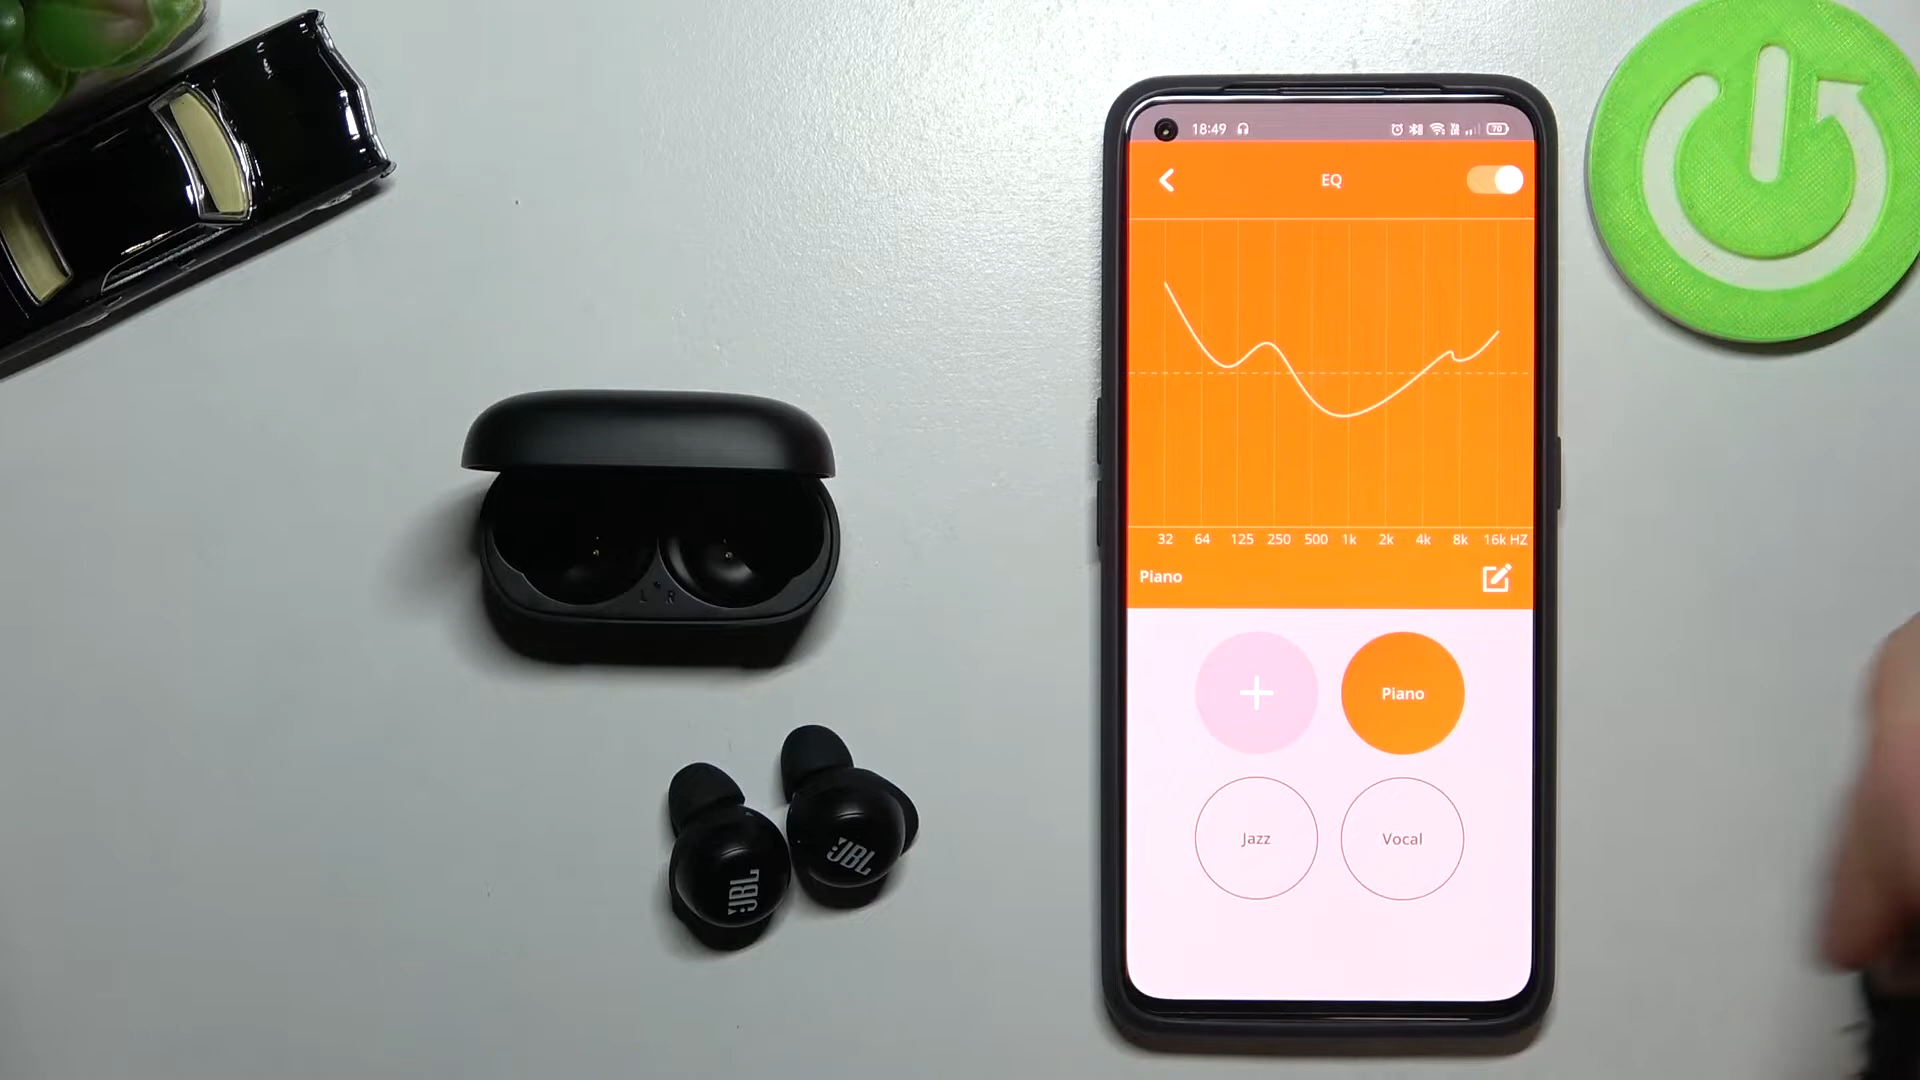 18:49
70
EQ
32 64 125 250 500 1k 2k 4k 8k 16k HZ
Piano
Piano
Jazz
Vocal
L R
JBL
JBL